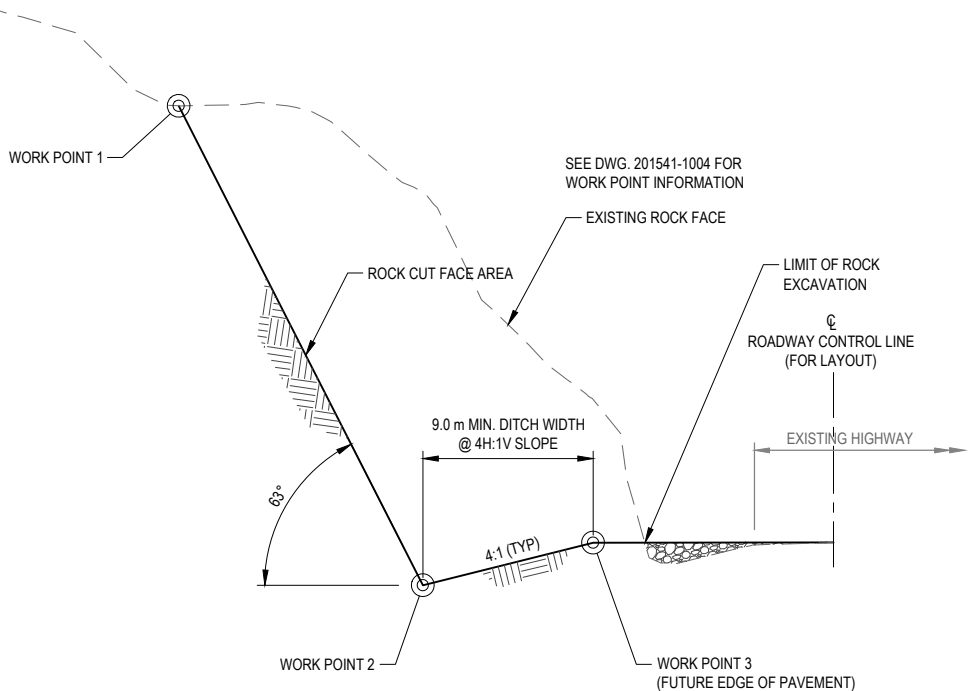 WORK POINT 1
SEE DWG. 201541-1004 FOR
WORK POINT INFORMATION
EXISTING ROCK FACE
ROCK CUT FACE AREA
LIMIT OF ROCK
EXCAVATION
℄
ROADWAY CONTROL LINE
(FOR LAYOUT)
9.0 m MIN. DITCH WIDTH
@ 4H:1V SLOPE
EXISTING HIGHWAY
63°
4:1 (TYP)
WORK POINT 2
WORK POINT 3
(FUTURE EDGE OF PAVEMENT)